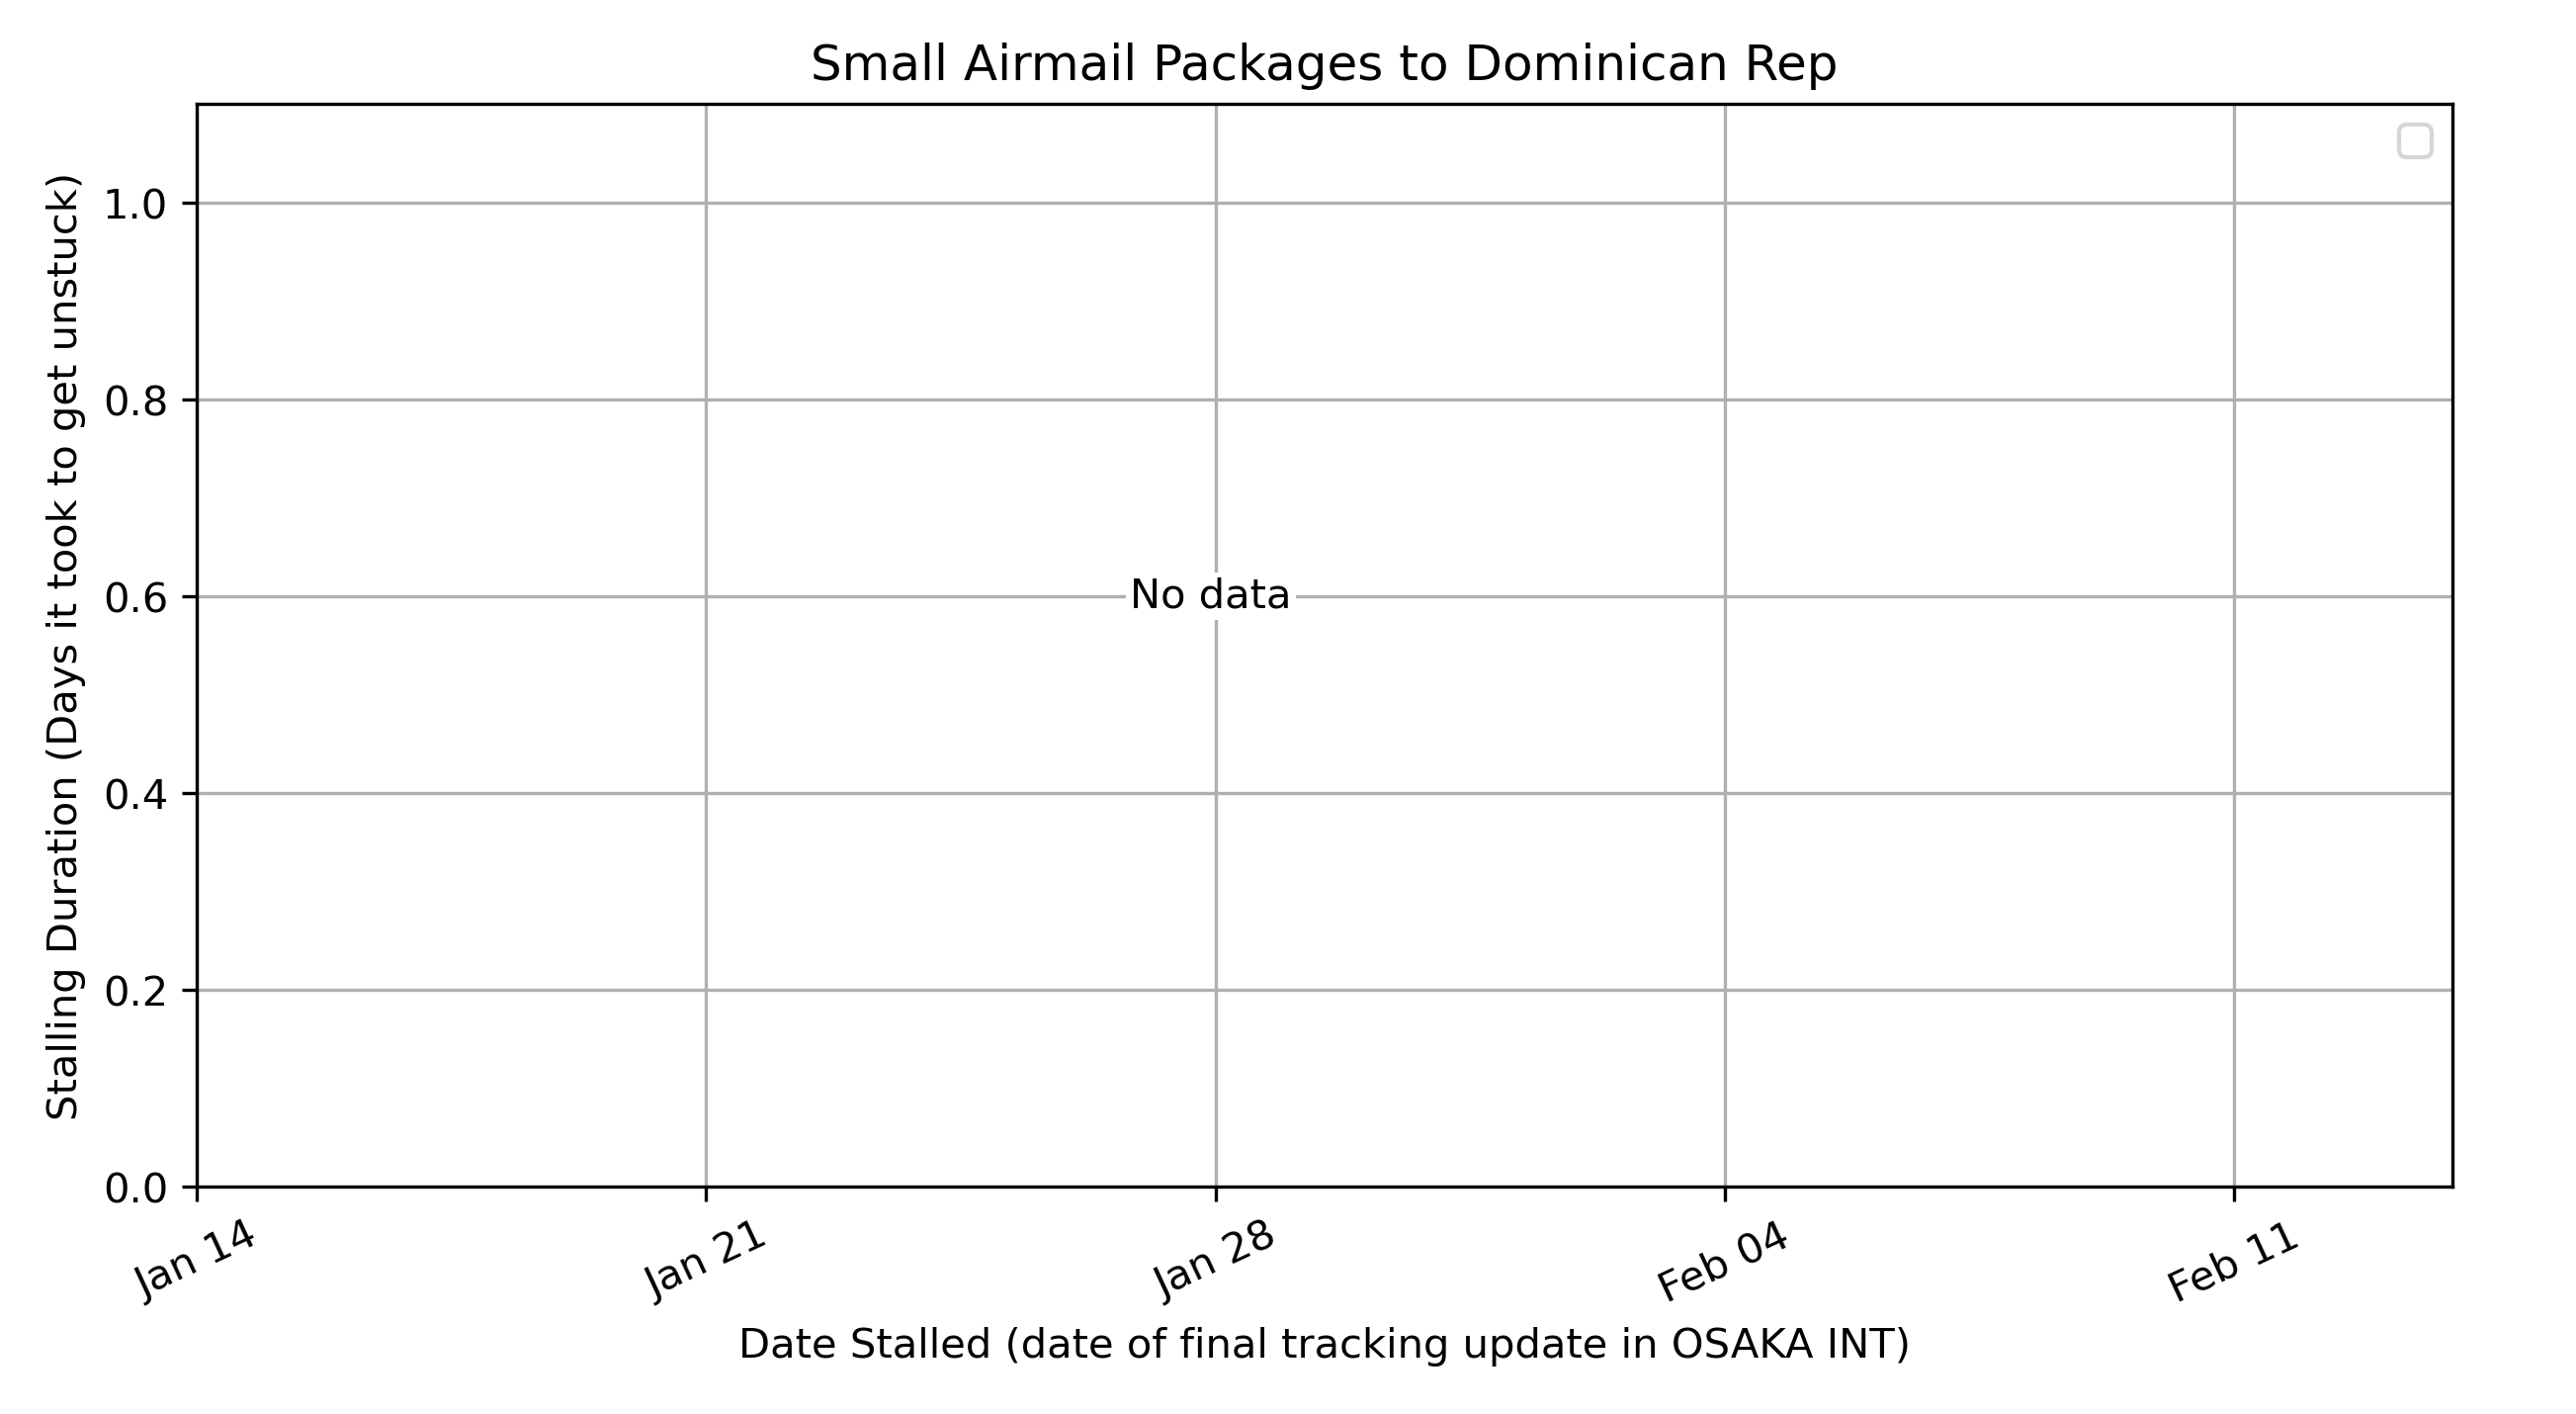 Small Airmail Packages to Dominican Rep
Stalling Duration (Days it took to get unstuck)
1.0
0.8
0.6
0.4
0.2
0.0
No data
Jan 14
Jan 21
Jan 28
Feb 04
Feb 11
Date Stalled (date of final tracking update in OSAKA INT)